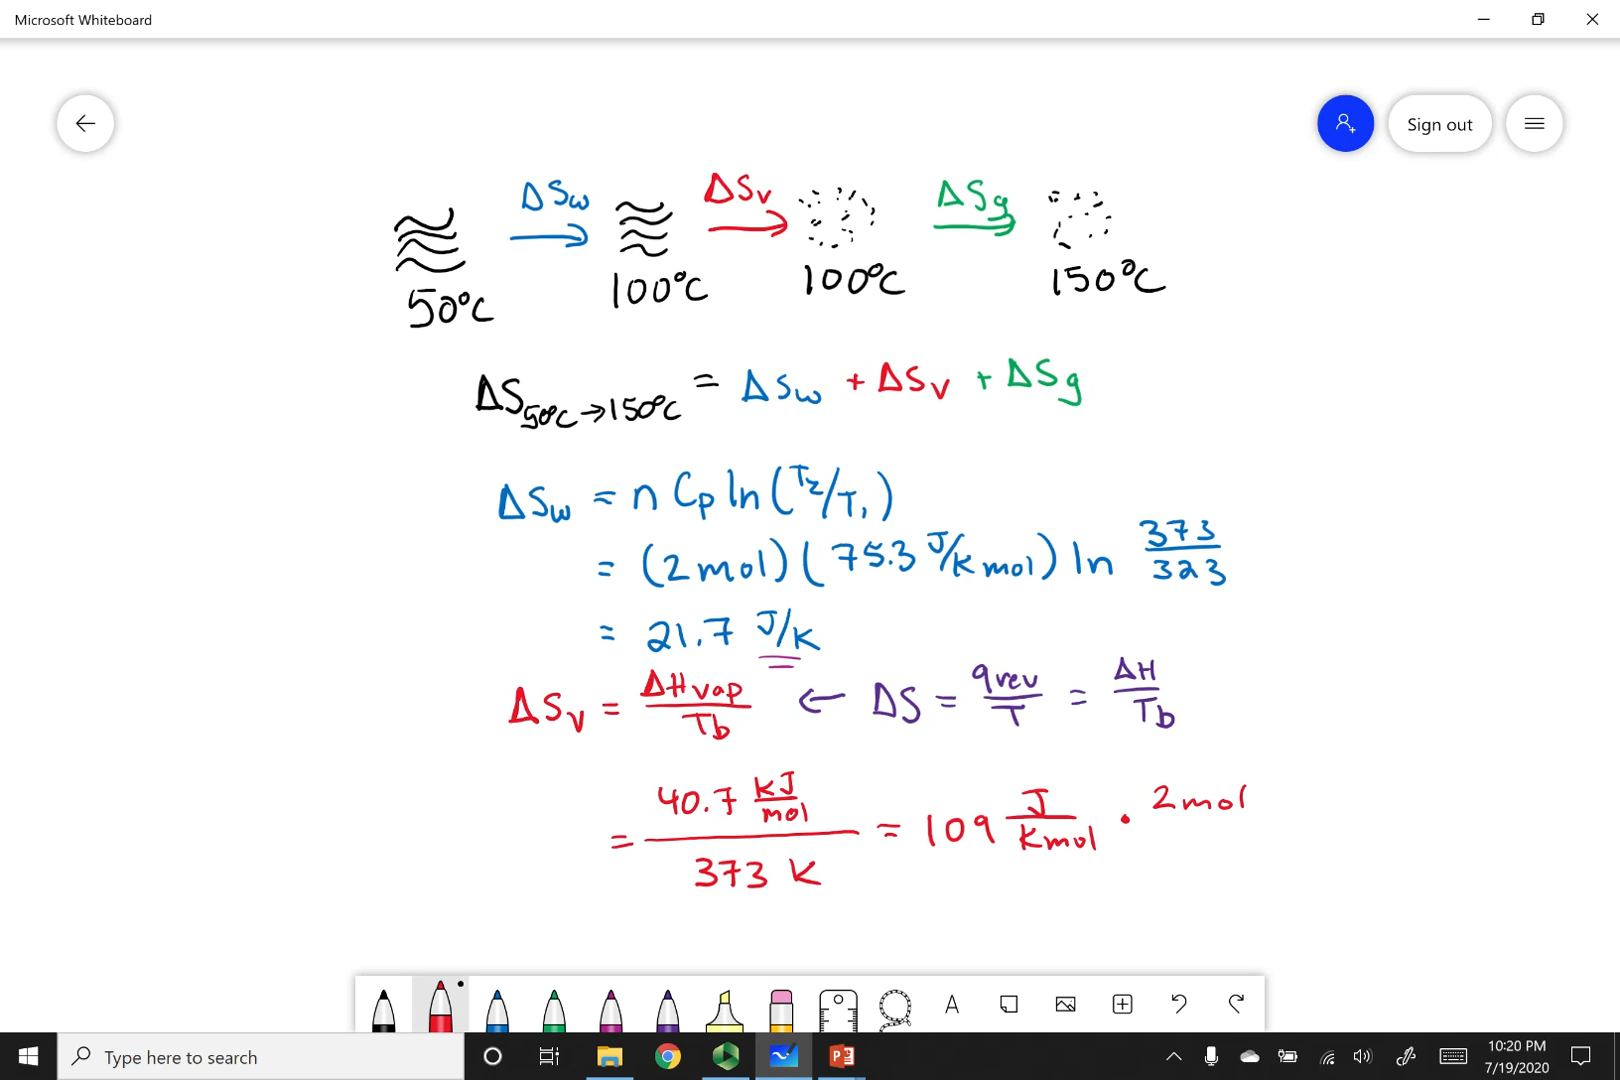 Microsoft Whiteboard
Sign out
ΔSw ΔSv ΔSg
50°C 100°C 100°C 150°C
ΔS50°C→150°C = ΔSw + ΔSv + ΔSg
ΔSw = n Cp ln (T2/T1)
= (2 mol) (75.3 J/K mol) ln 373/323
= 21.7 J/K
ΔSv = ΔHvap/Tb ← ΔS = qrev/T = ΔH/Tb
= 40.7 kJ/mol / 373 K = 109 J/K mol · 2 mol
A
Type here to search
10:20 PM
7/19/2020